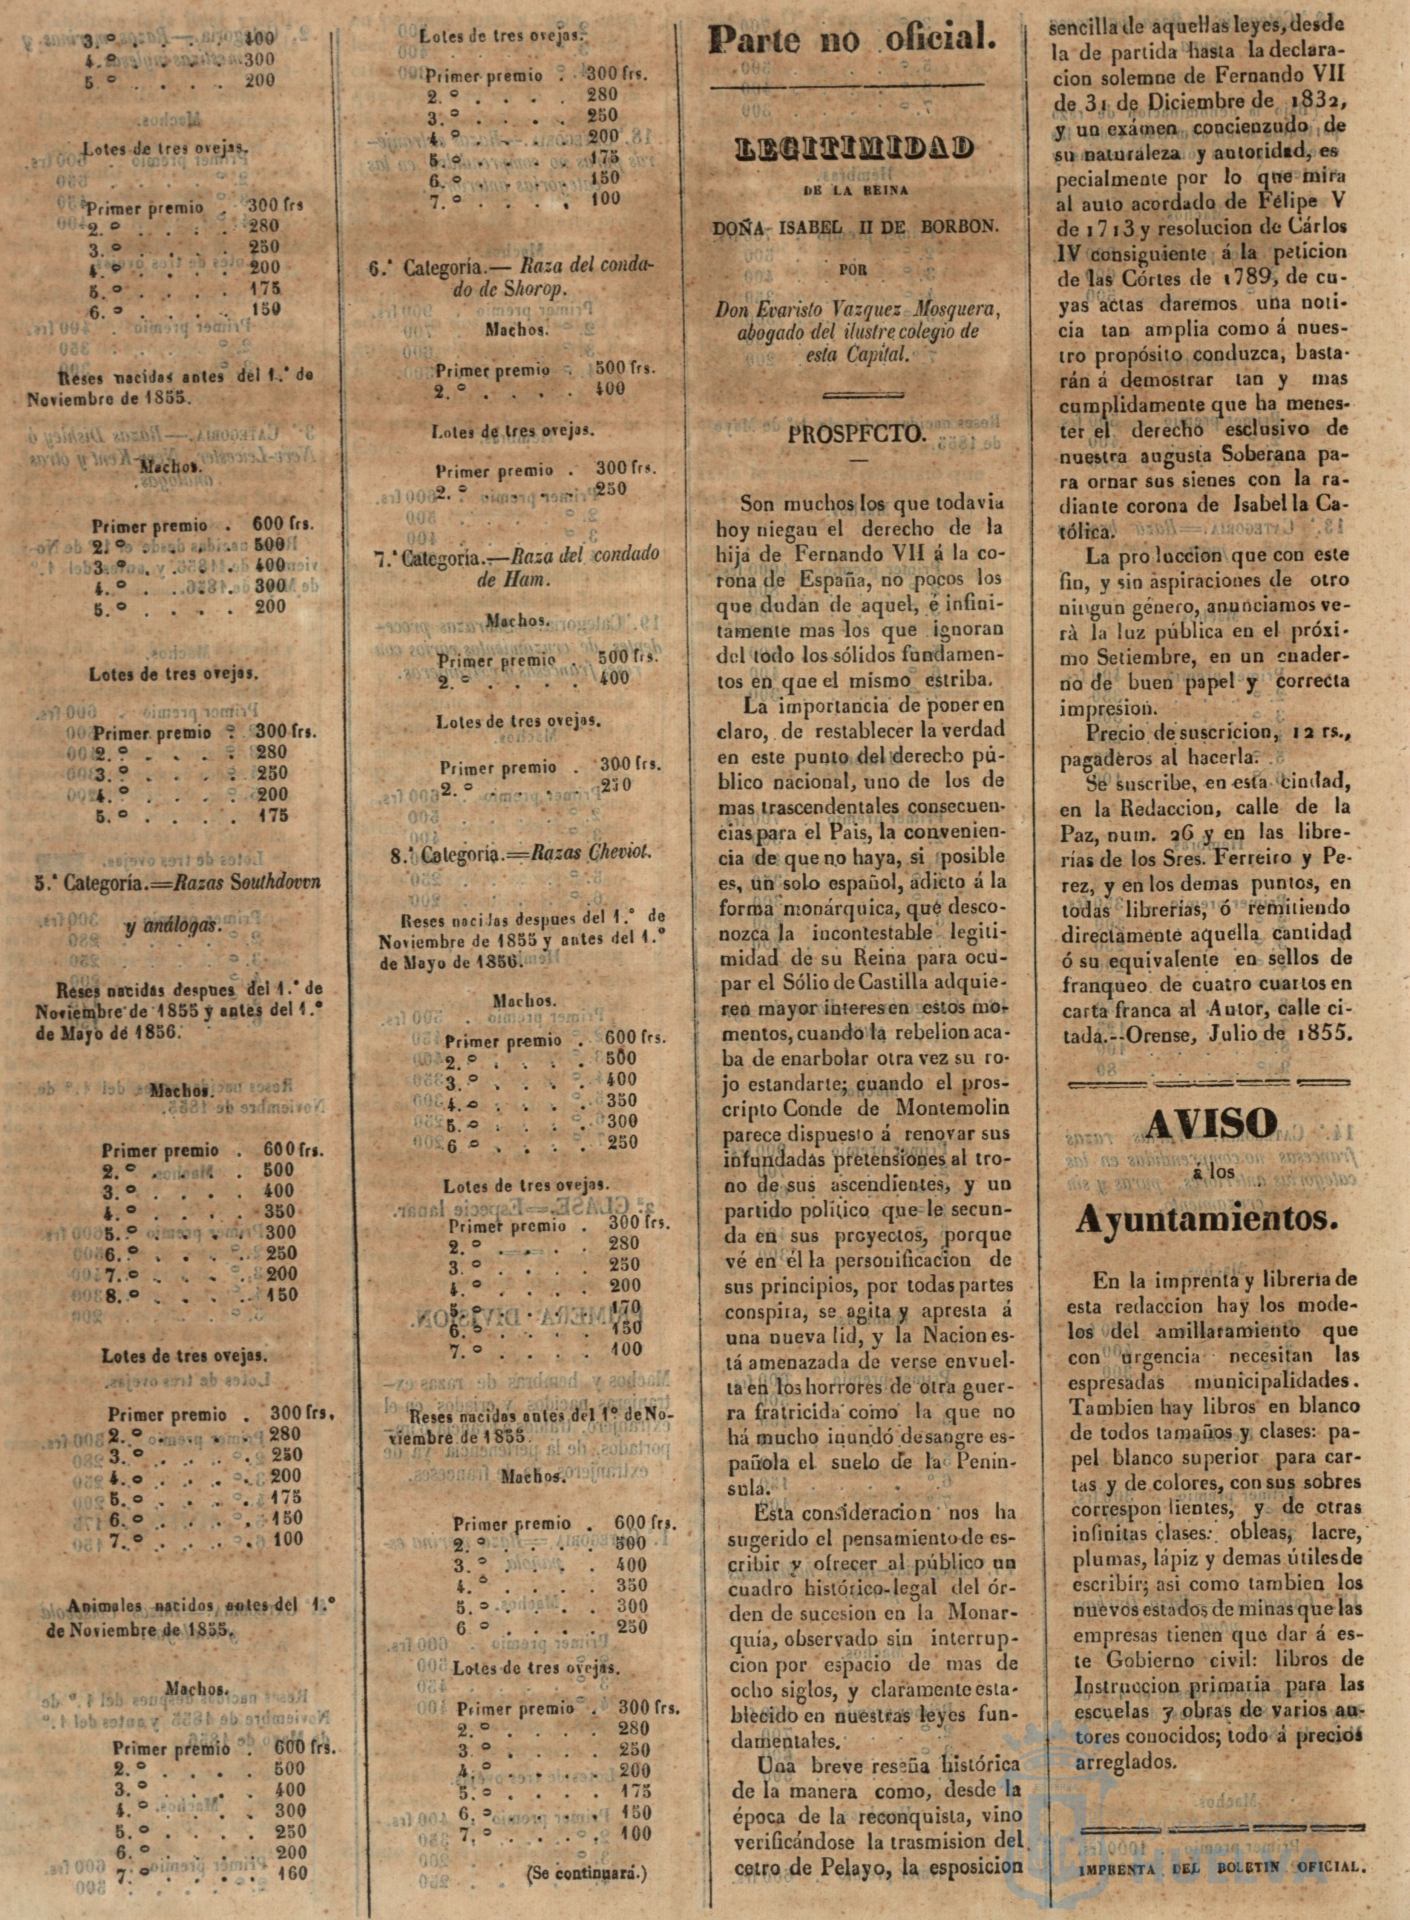 3.º . . . . 400
4.º . . . . 300
5.º . . . . 200
Lotes de tres ovejas.
Primer premio . 300 frs
2.º . . . . 280
3.º . . . . 250
4.º . . . . 200
5.º . . . . 175
6.º . . . . 150
Reses nacidas antes del 1.º de
Noviembre de 1855.
Machos.
Primer premio . 600 frs.
2.º . . . . 500
3.º . . . . 400
4.º . . . . 300
5.º . . . . 200
Lotes de tres ovejas.
Primer premio . 300 frs.
2.º . . . . 280
3.º . . . . 250
4.º . . . . 200
5.º . . . . 175
5.ª Categoría.=Razas Southdovvn
y análogas.
Reses nacidas despues del 1.º de
Noviembre de 1855 y antes del 1.º
de Mayo de 1856.
Machos.
Primer premio . 600 frs.
2.º . . . . 500
3.º . . . . 400
4.º . . . . 350
5.º . . . . 300
6.º . . . . 250
7.º . . . . 200
8.º . . . . 150
Lotes de tres ovejas.
Primer premio . 300 frs.
2.º . . . . 280
3.º . . . . 250
4.º . . . . 200
5.º . . . . 175
6.º . . . . 150
7.º . . . . 100
Animales nacidos antes del 1.º
de Noviembre de 1855.
Machos.
Primer premio . 600 frs.
2.º . . . . 500
3.º . . . . 400
4.º . . . . 300
5.º . . . . 250
6.º . . . . 200
7.º . . . . 160
Lotes de tres ovejas.
Primer premio . 300 frs.
2.º . . . . 280
3.º . . . . 250
4.º . . . . 200
5.º . . . . 175
6.º . . . . 150
7.º . . . . 100
6.ª Categoría.— Raza del conda-
do de Shorop.
Machos.
Primer premio . 500 frs.
2.º . . . . 400
Lotes de tres ovejas.
Primer premio . 300 frs.
2.º . . . . 250
7.ª Categoría.—Raza del condado
de Ham.
Machos.
Primer premio . 500 frs.
2.º . . . . 400
Lotes de tres ovejas.
Primer premio . 300 frs.
2.º . . . . 250
8.ª Categoría.=Razas Cheviot.
Reses nacidas despues del 1.º de
Noviembre de 1855 y antes del 1.º
de Mayo de 1856.
Machos.
Primer premio . 600 frs.
2.º . . . . 500
3.º . . . . 400
4.º . . . . 350
5.º . . . . 300
6 º . . . . 250
Lotes de tres ovejas.
Primer premio . 300 frs.
2.º . . . . 280
3.º . . . . 250
4.º . . . . 200
5.º . . . . 170
6.º . . . . 150
7.º . . . . 100
Reses nacidas antes del 1º de No-
viembre de 1855.
Machos.
Primer premio . 600 frs.
2.º . . . . 500
3.º . . . . 400
4.º . . . . 350
5.º . . . . 300
6 º . . . . 250
Lotes de tres ovejas.
Primer premio . 300 frs.
2.º . . . . 280
3.º . . . . 250
4.º . . . . 200
5.º . . . . 175
6.º . . . . 150
7.º . . . . 100
(Se continuará.)
Parte no oficial.
LEGITIMIDAD
DE LA REINA
DOÑA ISABEL II DE BORBON.
POR
Don Evaristo Vazquez Mosquera,
abogado del ilustre colegio de
esta Capital.
PROSPECTO.
Son muchos los que todavia
hoy niegan el derecho de la
hija de Fernando VII á la co-
rona de España, no pocos los
que dudan de aquel, é infini-
tamente mas los que ignoran
del todo los sólidos fundamen-
tos en que el mismo estriba.
La importancia de poner en
claro, de restablecer la verdad
en este punto del derecho pú-
blico nacional, uno de los de
mas trascendentales consecuen-
cias para el Pais, la convenien-
cia de que no haya, si posible
es, un solo español, adicto á la
forma monárquica, que desco-
nozca la incontestable legiti-
midad de su Reina para ocu-
par el Sólio de Castilla adquie-
ren mayor interes en estos mo-
mentos, cuando la rebelion aca-
ba de enarbolar otra vez su ro-
jo estandarte; cuando el pros-
cripto Conde de Montemolin
parece dispuesto á renovar sus
infundadas pretensiones al tro-
no de sus ascendientes, y un
partido politico que le secun-
da en sus proyectos, porque
vé en él la personificacion de
sus principios, por todas partes
conspira, se agita y apresta á
una nueva lid, y la Nacion es-
tá amenazada de verse envuel-
ta en los horrores de otra guer-
ra fratricida como la que no
há mucho inundó de sangre es-
pañola el suelo de la Penin-
sula.
Esta consideracion nos ha
sugerido el pensamiento de es-
cribir y ofrecer al público un
cuadro histórico-legal del ór-
den de sucesion en la Monar-
quía, observado sin interrup-
cion por espacio de mas de
ocho siglos, y claramente esta-
blecido en nuestras leyes fun-
damentales.
Una breve reseña histórica
de la manera como, desde la
época de la reconquista, vino
verificándose la trasmision del
cetro de Pelayo, la esposicion
sencilla de aquellas leyes, desde
la de partida hasta la declara-
cion solemne de Fernando VII
de 31 de Diciembre de 1832,
y un exámen concienzudo de
su naturaleza y autoridad, es
pecialmente por lo que mira
al auto acordado de Felipe V
de 1713 y resolucion de Cárlos
IV consiguiente á la peticion
de las Córtes de 1789, de cu-
yas actas daremos una noti-
cia tan amplia como á nues-
tro propósito conduzca, basta-
rán á demostrar tan y mas
cumplidamente que ha menes-
ter el derecho esclusivo de
nuestra augusta Soberana pa-
ra ornar sus sienes con la ra-
diante corona de Isabel la Ca-
tólica.
La pro luccion que con este
fin, y sin aspiraciones de otro
ningun género, anunciamos ve-
rà la luz pública en el próxi-
mo Setiembre, en un cuader-
no de buen papel y correcta
impresion.
Precio de suscricion, 12 rs.,
pagaderos al hacerla.
Se suscribe, en esta ciudad,
en la Redaccion, calle de la
Paz, num. 26 y en las libre-
rías de los Sres. Ferreiro y Pe-
rez, y en los demas puntos, en
todas librerías, ó remitiendo
directamente aquella cantidad
ó su equivalente en sellos de
franqueo de cuatro cuartos en
carta franca al Autor, calle ci-
tada.--Orense, Julio de 1855.
AVISO
á los
Ayuntamientos.
En la imprenta y libreria de
esta redaccion hay los mode-
los del amillaramiento que
con urgencia necesitan las
espresadas municipalidades.
Tambien hay libros en blanco
de todos tamaños y clases: pa-
pel blanco superior para car-
tas y de colores, con sus sobres
correspon lientes, y de otras
infinitas clases: obleas, lacre,
plumas, lápiz y demas útiles de
escribir; asi como tambien los
nuevos estados de minas que las
empresas tienen que dar á es-
te Gobierno civil: libros de
Instruccion primaria para las
escuelas y obras de varios au-
tores conocidos; todo á precios
arreglados.
IMPRENTA DEL BOLETIN OFICIAL.